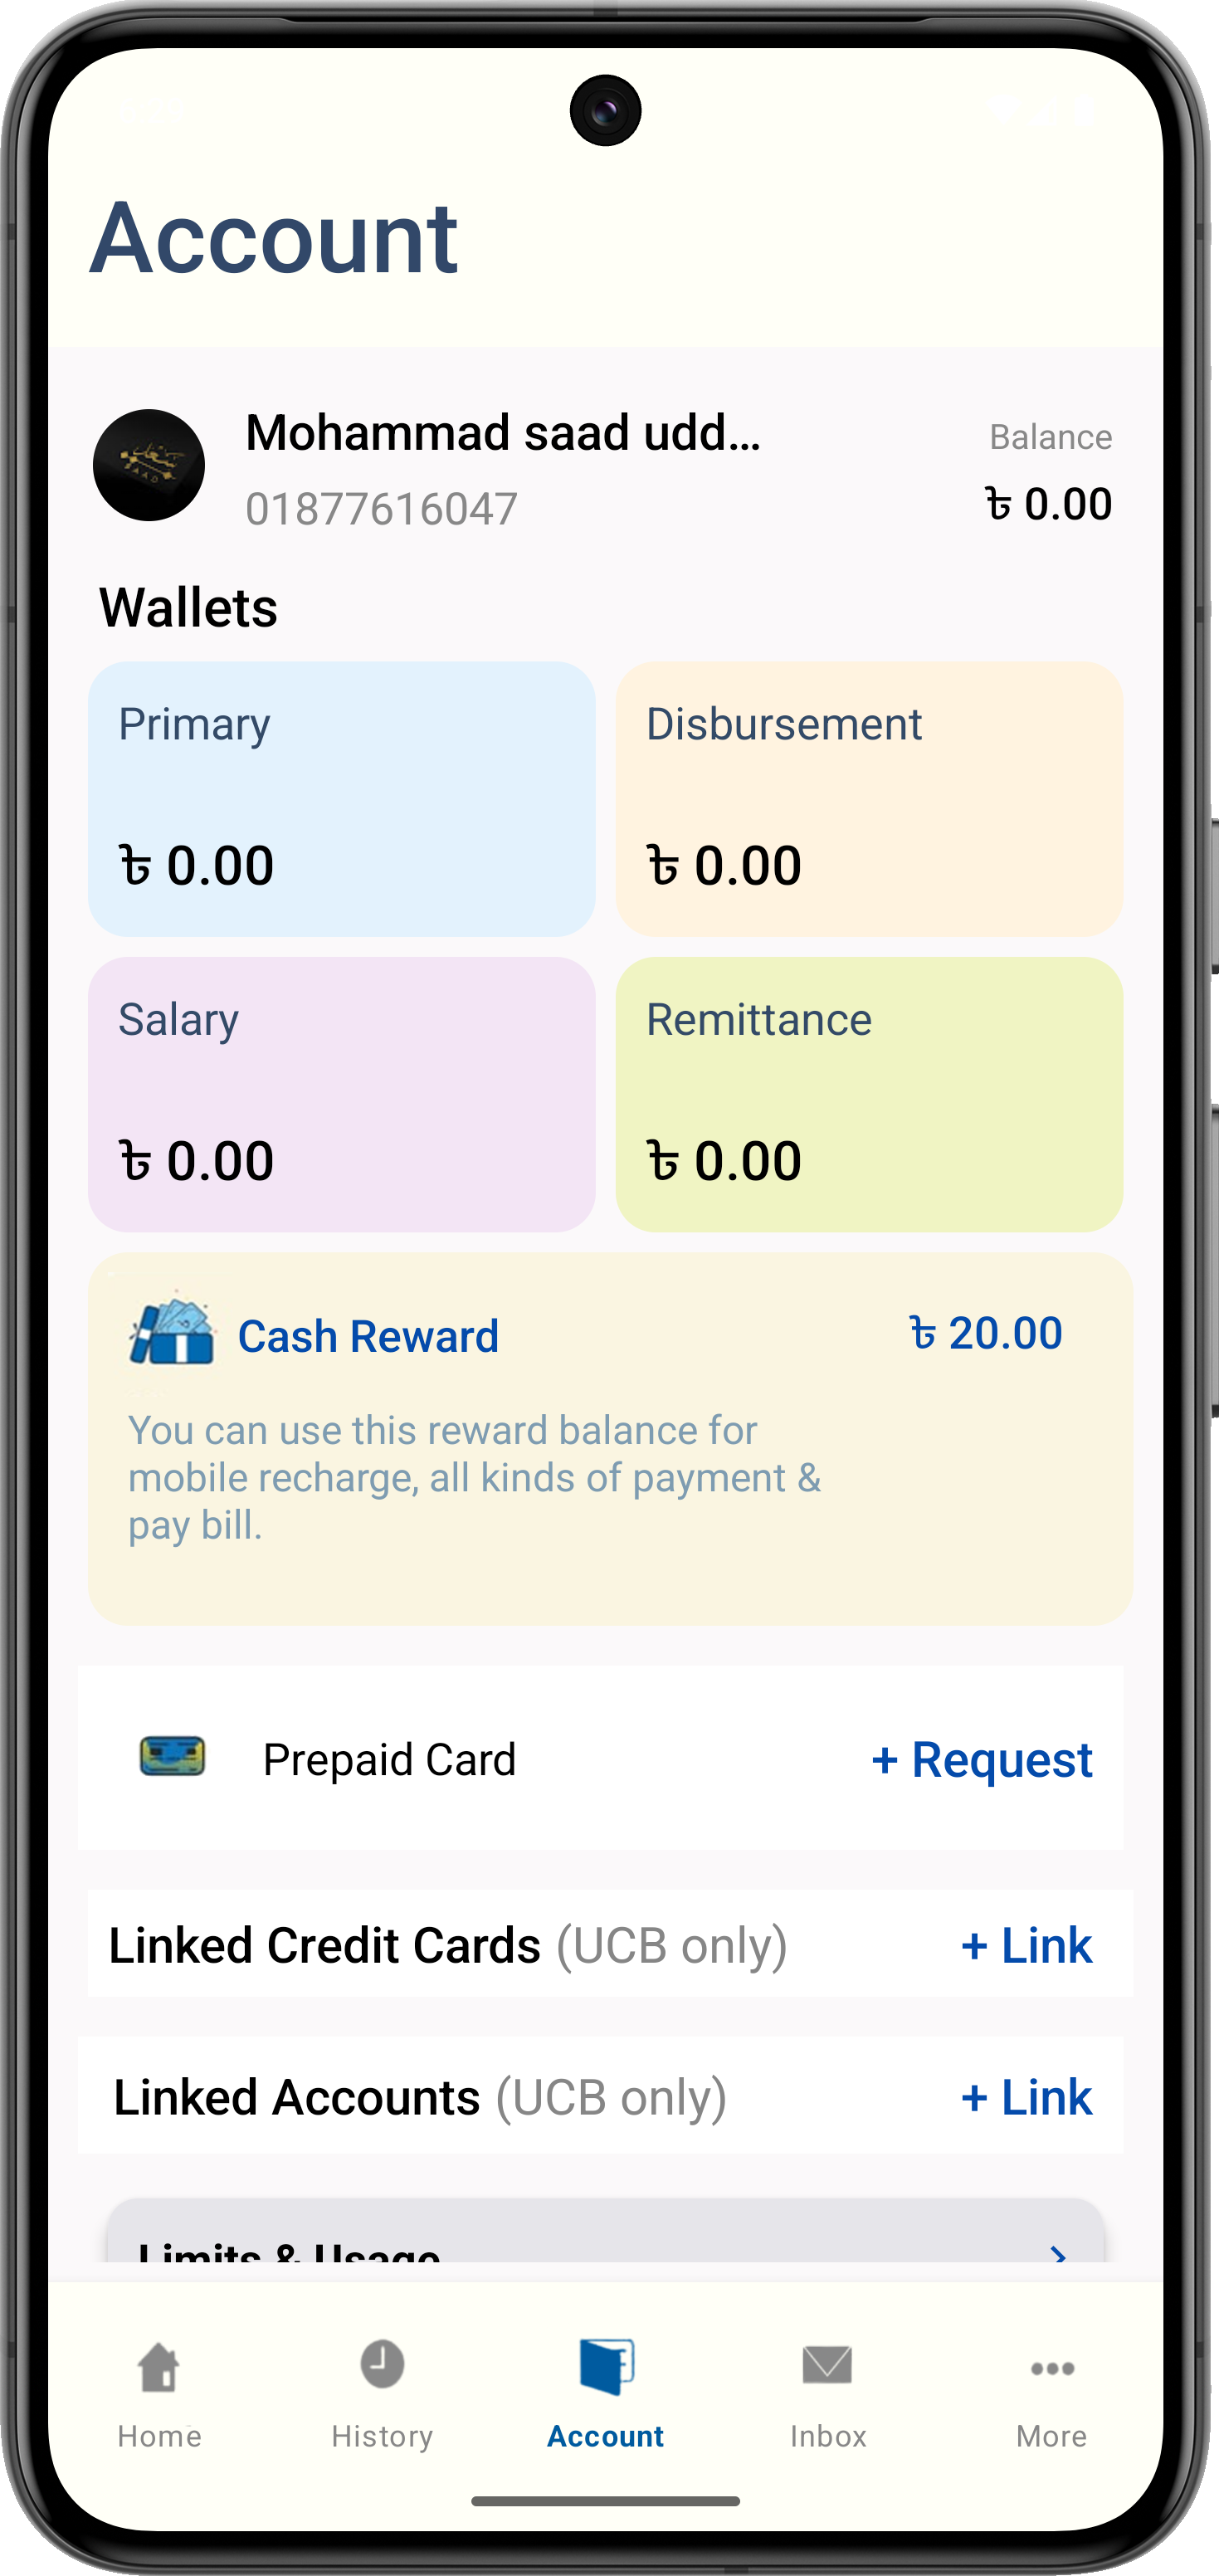 Account
Mohammad saad udd...
Balance
01877616047
৳ 0.00
Wallets
Primary
Disbursement
৳ 0.00
৳ 0.00
Salary
Remittance
৳ 0.00
৳ 0.00
Cash Reward
৳ 20.00
You can use this reward balance for
mobile recharge, all kinds of payment &
pay bill.
Prepaid Card
+ Request
Linked Credit Cards (UCB only)
+ Link
Linked Accounts (UCB only)
+ Link
Limits & Usage
Home
History
Account
Inbox
More